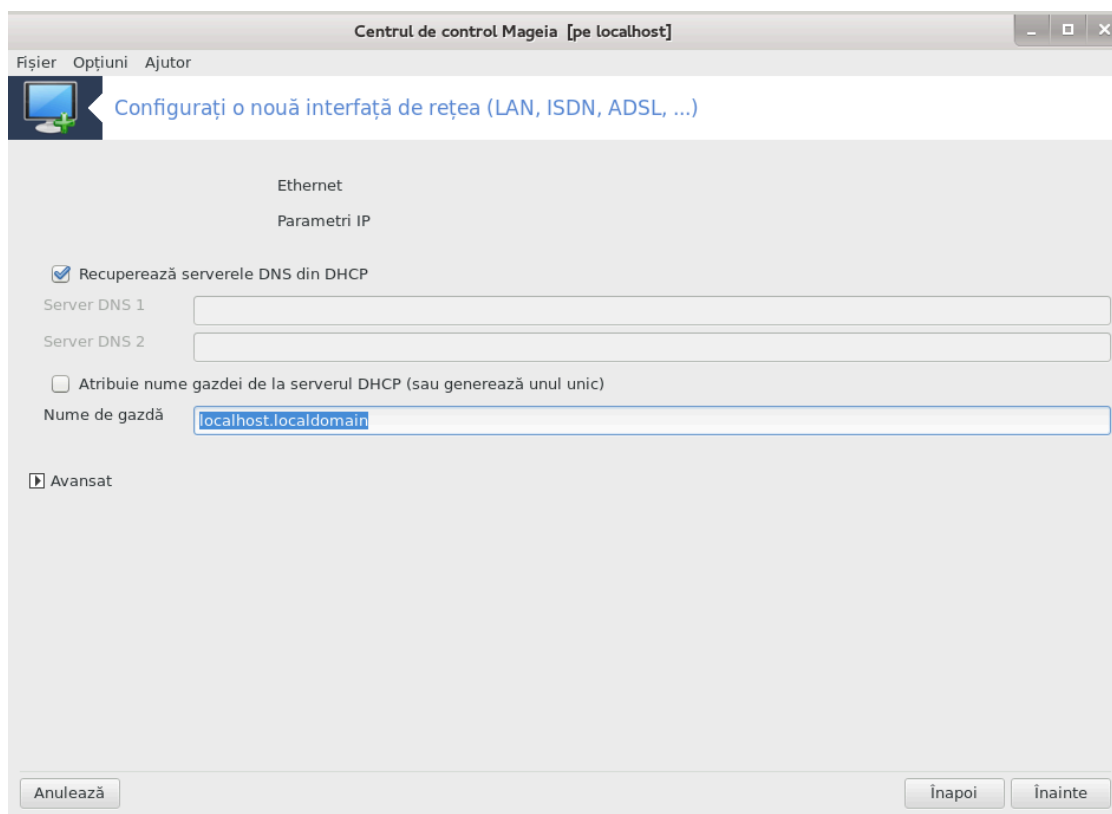 Centrul de control Mageia [pe localhost]
Fișier Opțiuni Ajutor
Configurați o nouă interfață de rețea (LAN, ISDN, ADSL, ...)
Ethernet
Parametri IP
Recuperează serverele DNS din DHCP
Server DNS 1
Server DNS 2
Atribuie nume gazdei de la serverul DHCP (sau generează unul unic)
Nume de gazdă localhost.localdomain
Avansat
Anulează Înapoi Înainte